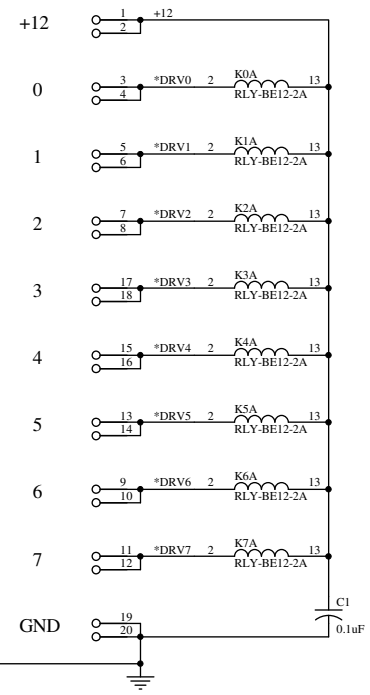 +12 1 +12
2
0 3 *DRV0 2 K0A 13
4 RLY-BE12-2A
1 5 *DRV1 2 K1A 13
6 RLY-BE12-2A
2 7 *DRV2 2 K2A 13
8 RLY-BE12-2A
3 17 *DRV3 2 K3A 13
18 RLY-BE12-2A
4 15 *DRV4 2 K4A 13
16 RLY-BE12-2A
5 13 *DRV5 2 K5A 13
14 RLY-BE12-2A
6 9 *DRV6 2 K6A 13
10 RLY-BE12-2A
7 11 *DRV7 2 K7A 13
12 RLY-BE12-2A
C1
GND 19
20 0.1uF